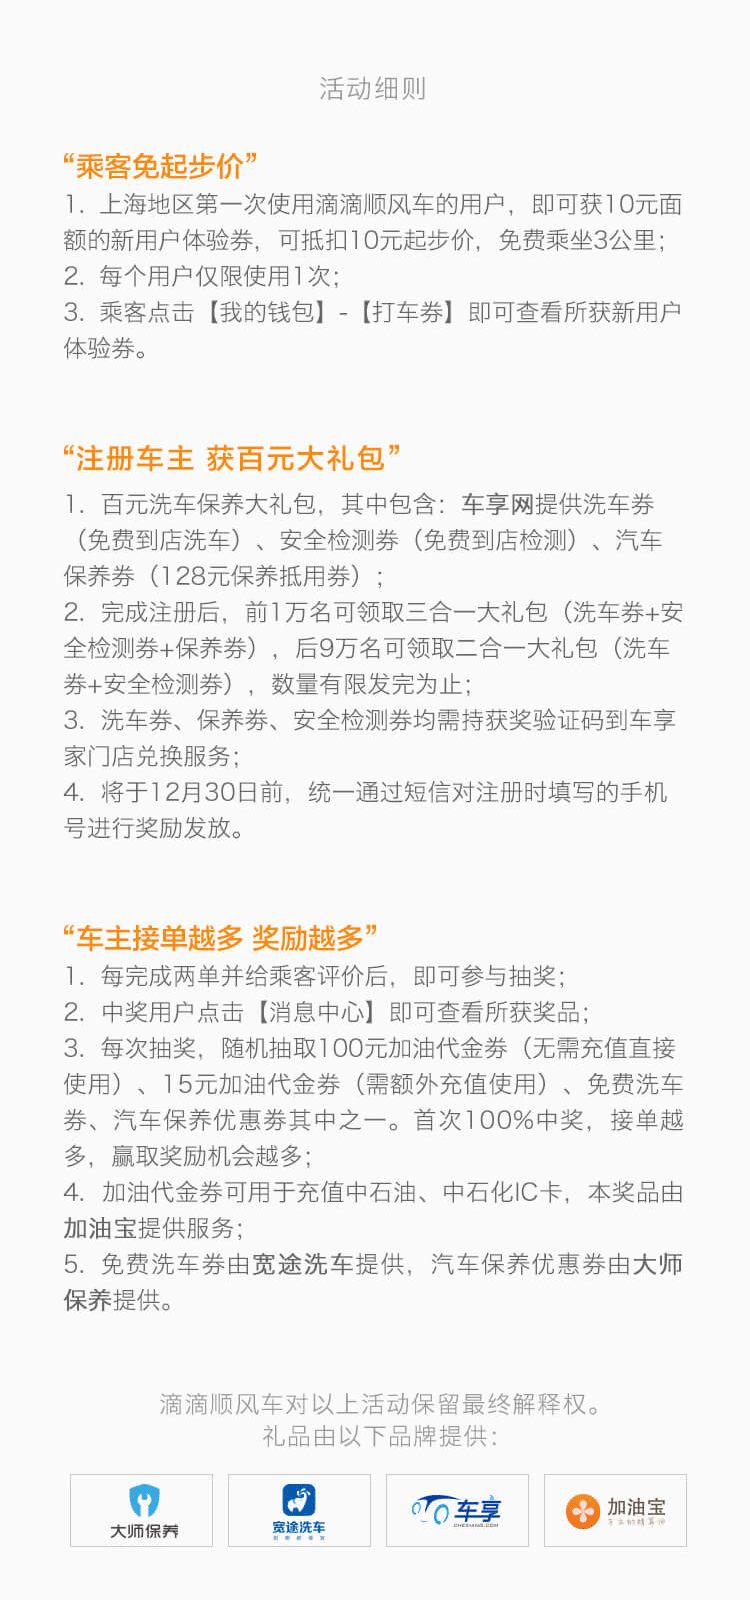 活动细则
“乘客免起步价”
1. 上海地区第一次使用滴滴顺风车的用户，即可获10元面
额的新用户体验券，可抵扣10元起步价，免费乘坐3公里；
2. 每个用户仅限使用1次；
3. 乘客点击【我的钱包】-【打车券】即可查看所获新用户
体验券。
“注册车主 获百元大礼包”
1. 百元洗车保养大礼包，其中包含：车享网提供洗车券
（免费到店洗车）、安全检测券（免费到店检测）、汽车
保养券（128元保养抵用券）；
2. 完成注册后，前1万名可领取三合一大礼包（洗车券+安
全检测券+保养券），后9万名可领取二合一大礼包（洗车
券+安全检测券），数量有限发完为止；
3. 洗车券、保养券、安全检测券均需持获奖验证码到车享
家门店兑换服务；
4. 将于12月30日前，统一通过短信对注册时填写的手机
号进行奖励发放。
“车主接单越多 奖励越多”
1. 每完成两单并给乘客评价后，即可参与抽奖；
2. 中奖用户点击【消息中心】即可查看所获奖品；
3. 每次抽奖，随机抽取100元加油代金券（无需充值直接
使用）、15元加油代金券（需额外充值使用）、免费洗车
券、汽车保养优惠券其中之一。首次100%中奖，接单越
多，赢取奖励机会越多；
4. 加油代金券可用于充值中石油、中石化IC卡，本奖品由
加油宝提供服务；
5. 免费洗车券由宽途洗车提供，汽车保养优惠券由大师
保养提供。
滴滴顺风车对以上活动保留最终解释权。
礼品由以下品牌提供：
大师保养
宽途洗车
车享
CHEXIANG.COM
加油宝